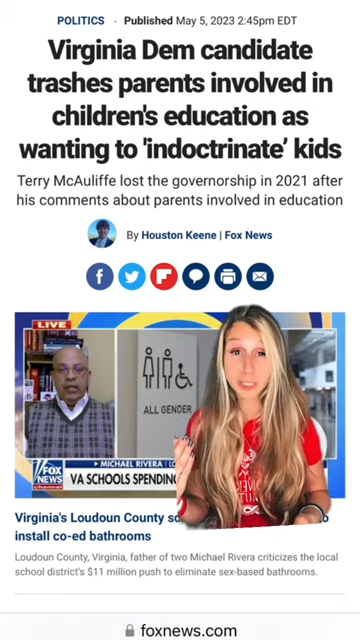 POLITICS · Published May 5, 2023 2:45pm EDT
Virginia Dem candidate
trashes parents involved in
children's education as
wanting to 'indoctrinate' kids
Terry McAuliffe lost the governorship in 2021 after
his comments about parents involved in education
By Houston Keene | Fox News
LIVE
ALL GENDER
FOX
NEWS
channel
MICHAEL RIVERA
VA SCHOOLS SPENDING
Virginia's Loudoun County
install co-ed bathrooms
Loudoun County, Virginia, father of two Michael Rivera criticizes the local
school district's $11 million push to eliminate sex-based bathrooms.
foxnews.com